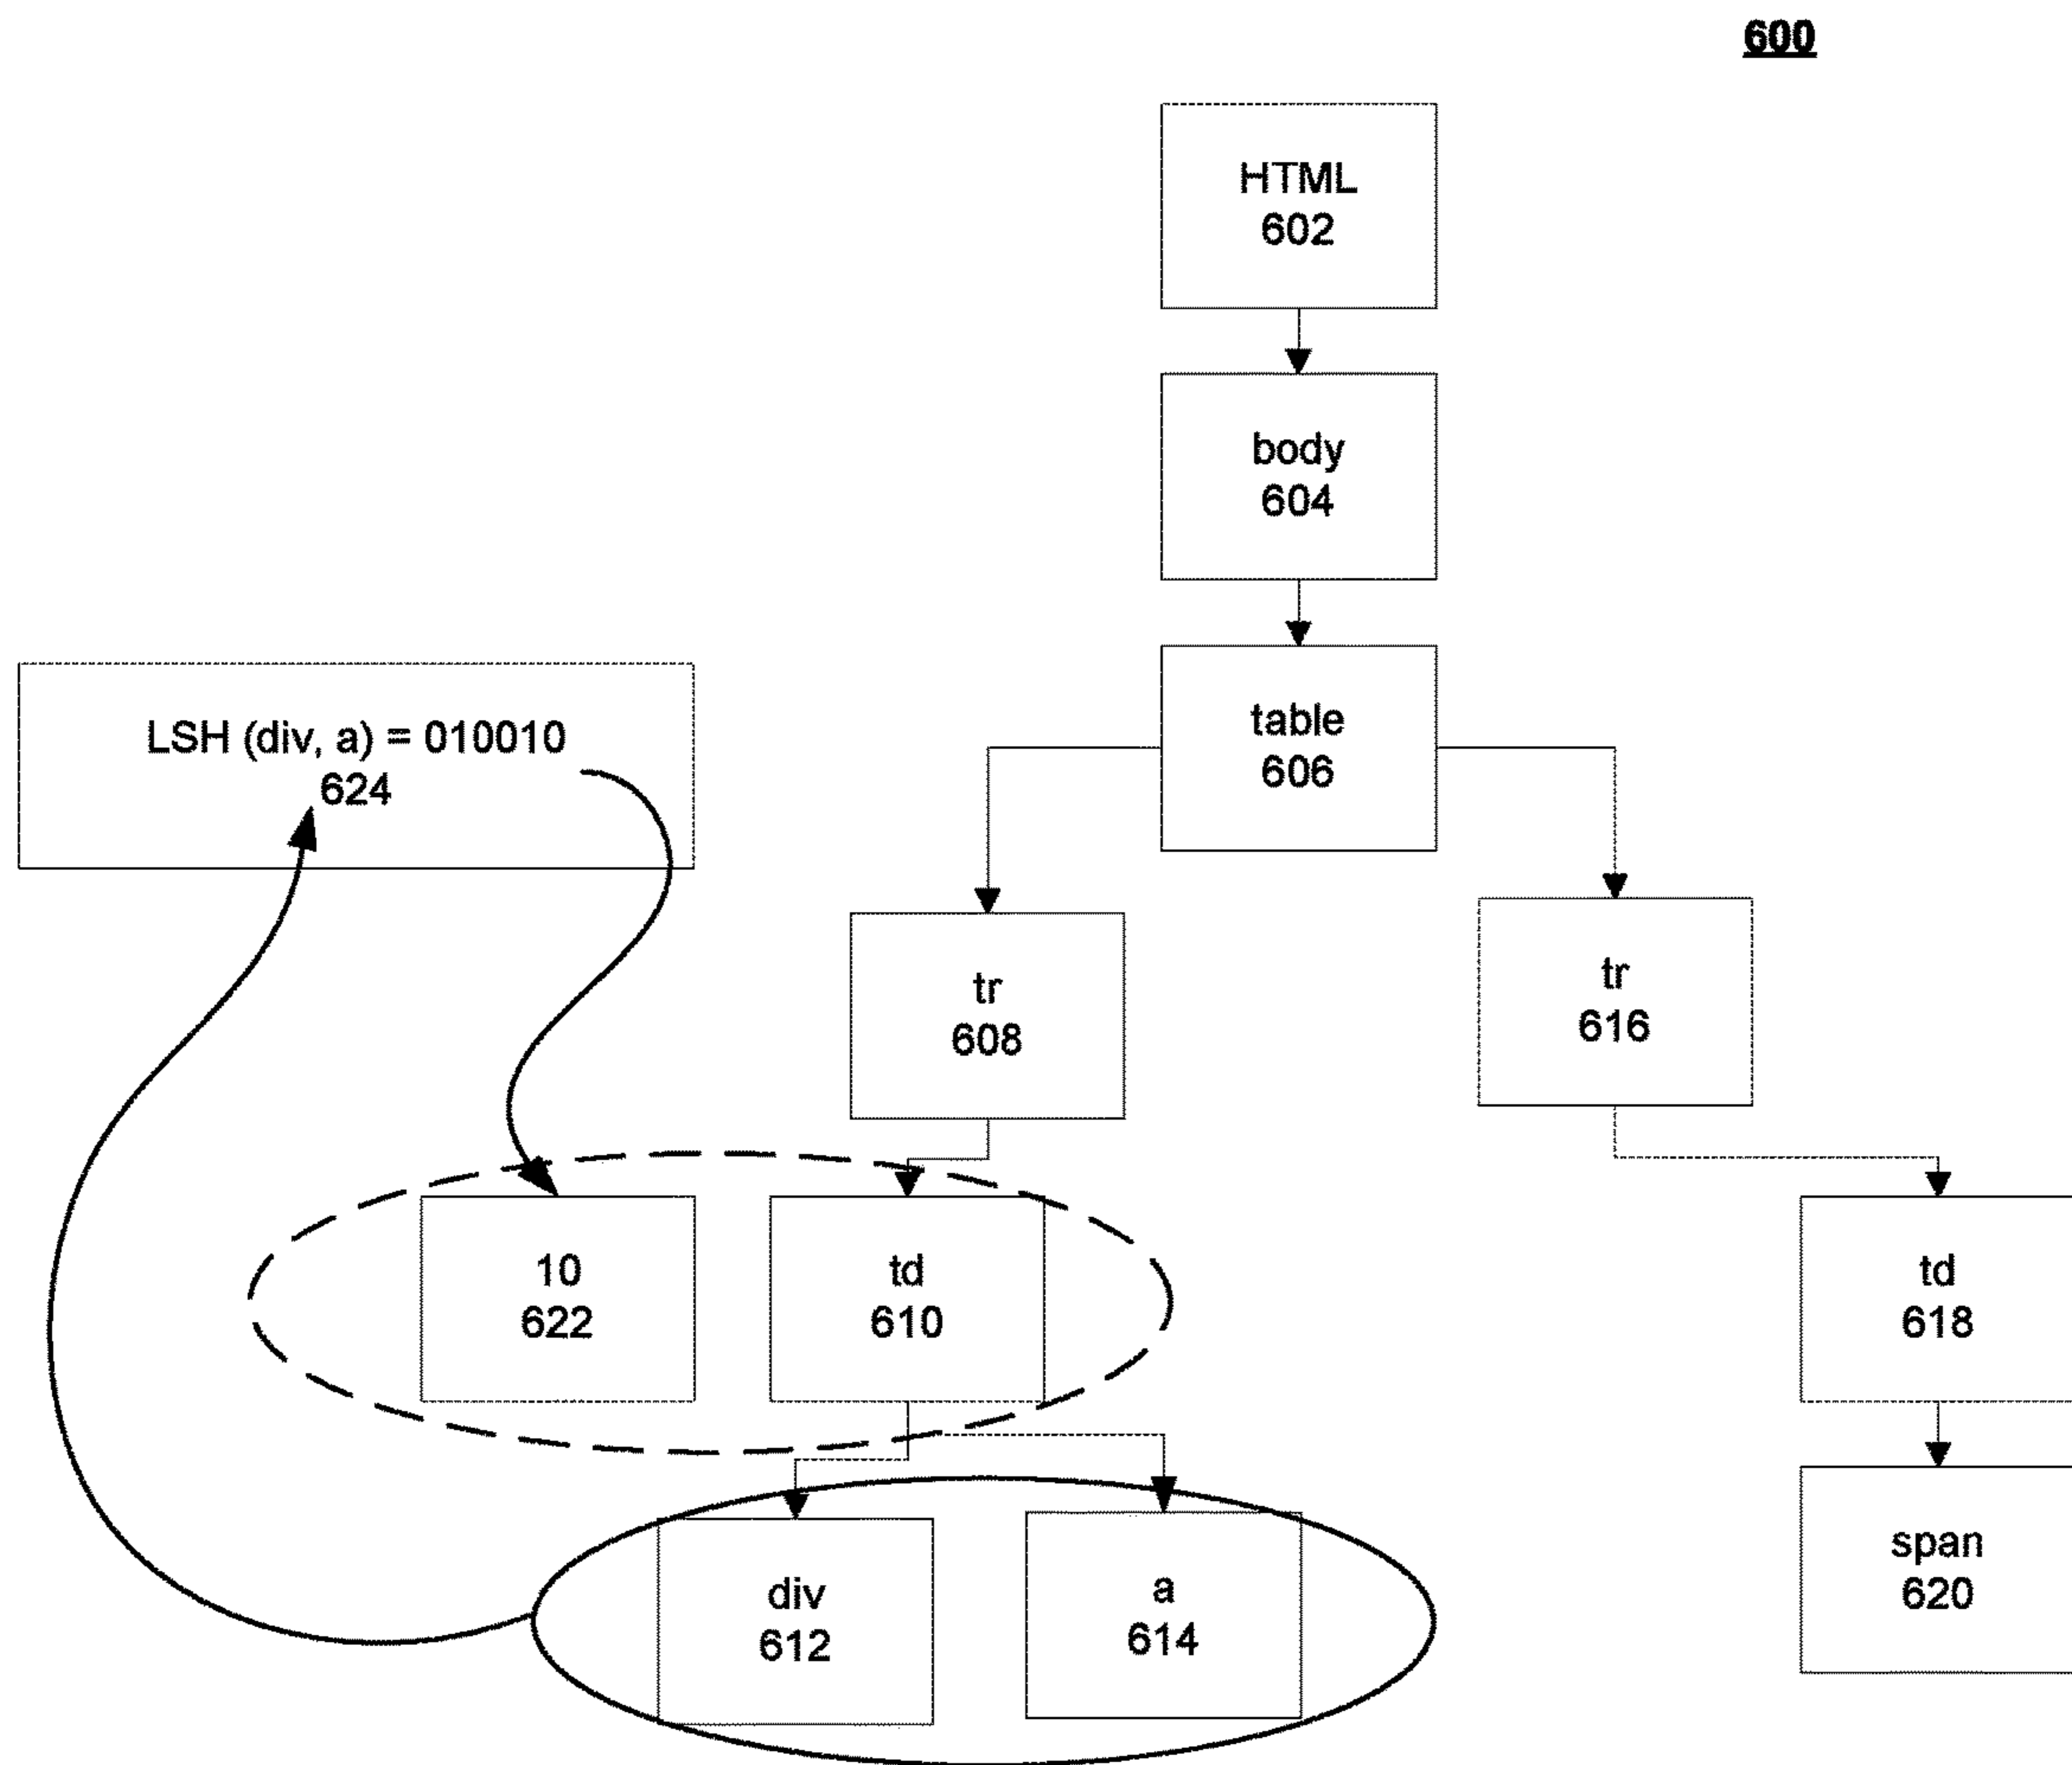 600
HTML
602
body
604
table
606
LSH (div, a) = 010010
624
tr
608
tr
616
10
622
td
610
td
618
div
612
a
614
span
620